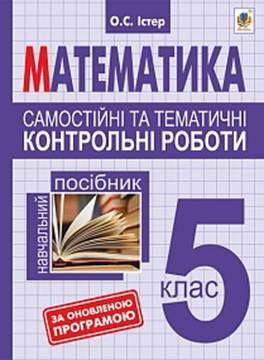 О.С. Істер
МАТЕМАТИКА
САМОСТІЙНІ ТА ТЕМАТИЧНІ
КОНТРОЛЬНІ РОБОТИ
навчальний
посібник
5
клас
ЗА ОНОВЛЕНОЮ
ПРОГРАМОЮ